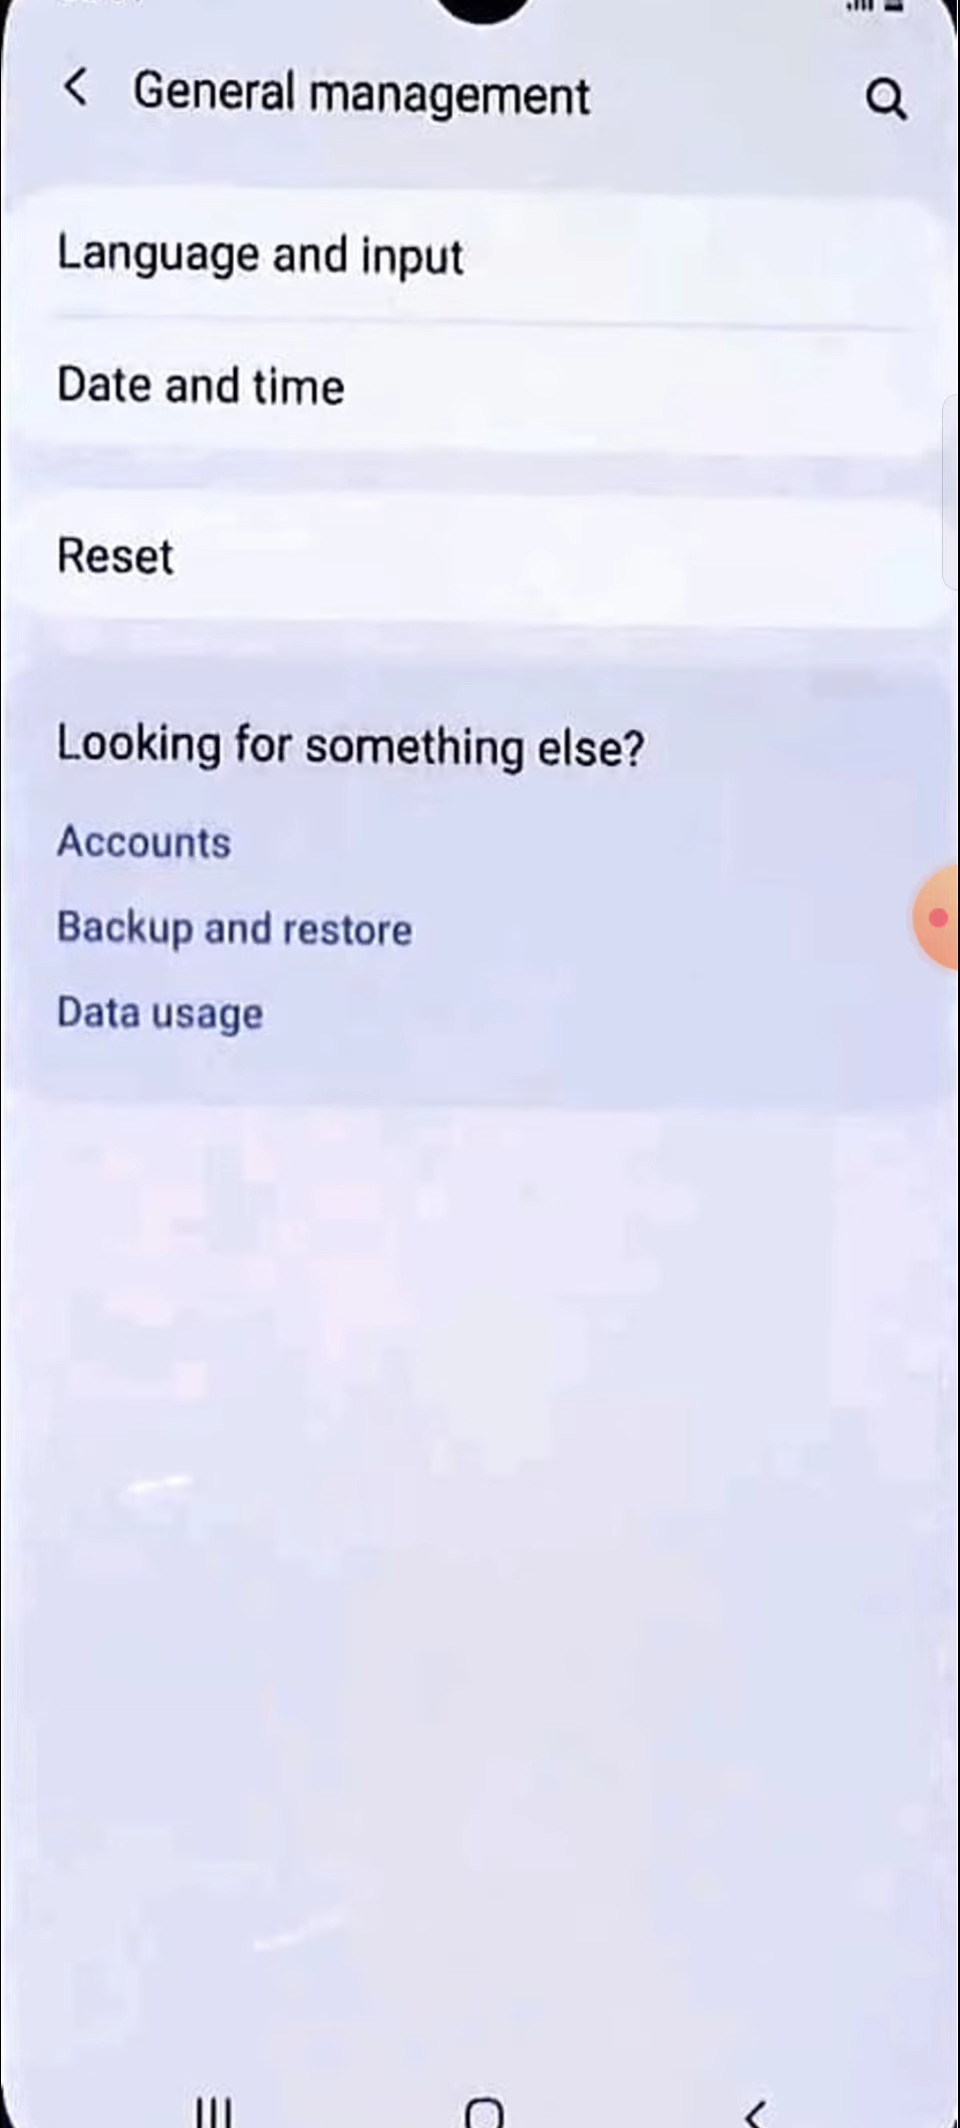 General management
Language and input
Date and time
Reset
Looking for something else?
Accounts
Backup and restore
Data usage